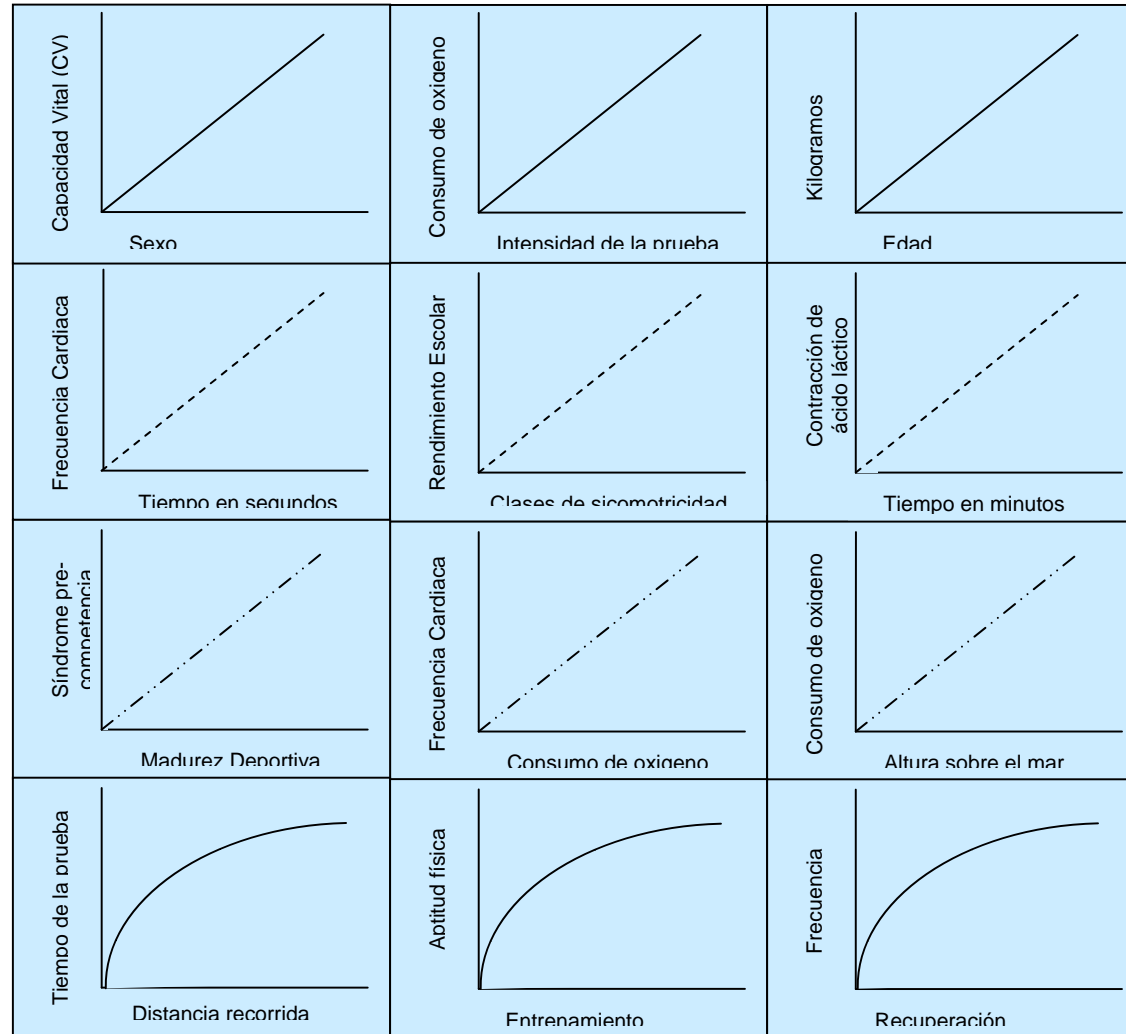 Capacidad Vital (CV)
Sexo
Consumo de oxigeno
Intensidad de la prueba
Kilogramos
Edad
Frecuencia Cardiaca
Tiempo en segundos
Rendimiento Escolar
Clases de sicomotricidad
Contracción de
ácido láctico
Tiempo en minutos
Síndrome pre-
competencia
Madurez Deportiva
Frecuencia Cardiaca
Consumo de oxigeno
Consumo de oxigeno
Altura sobre el mar
Tiempo de la prueba
Distancia recorrida
Aptitud física
Entrenamiento
Frecuencia
Recuperación